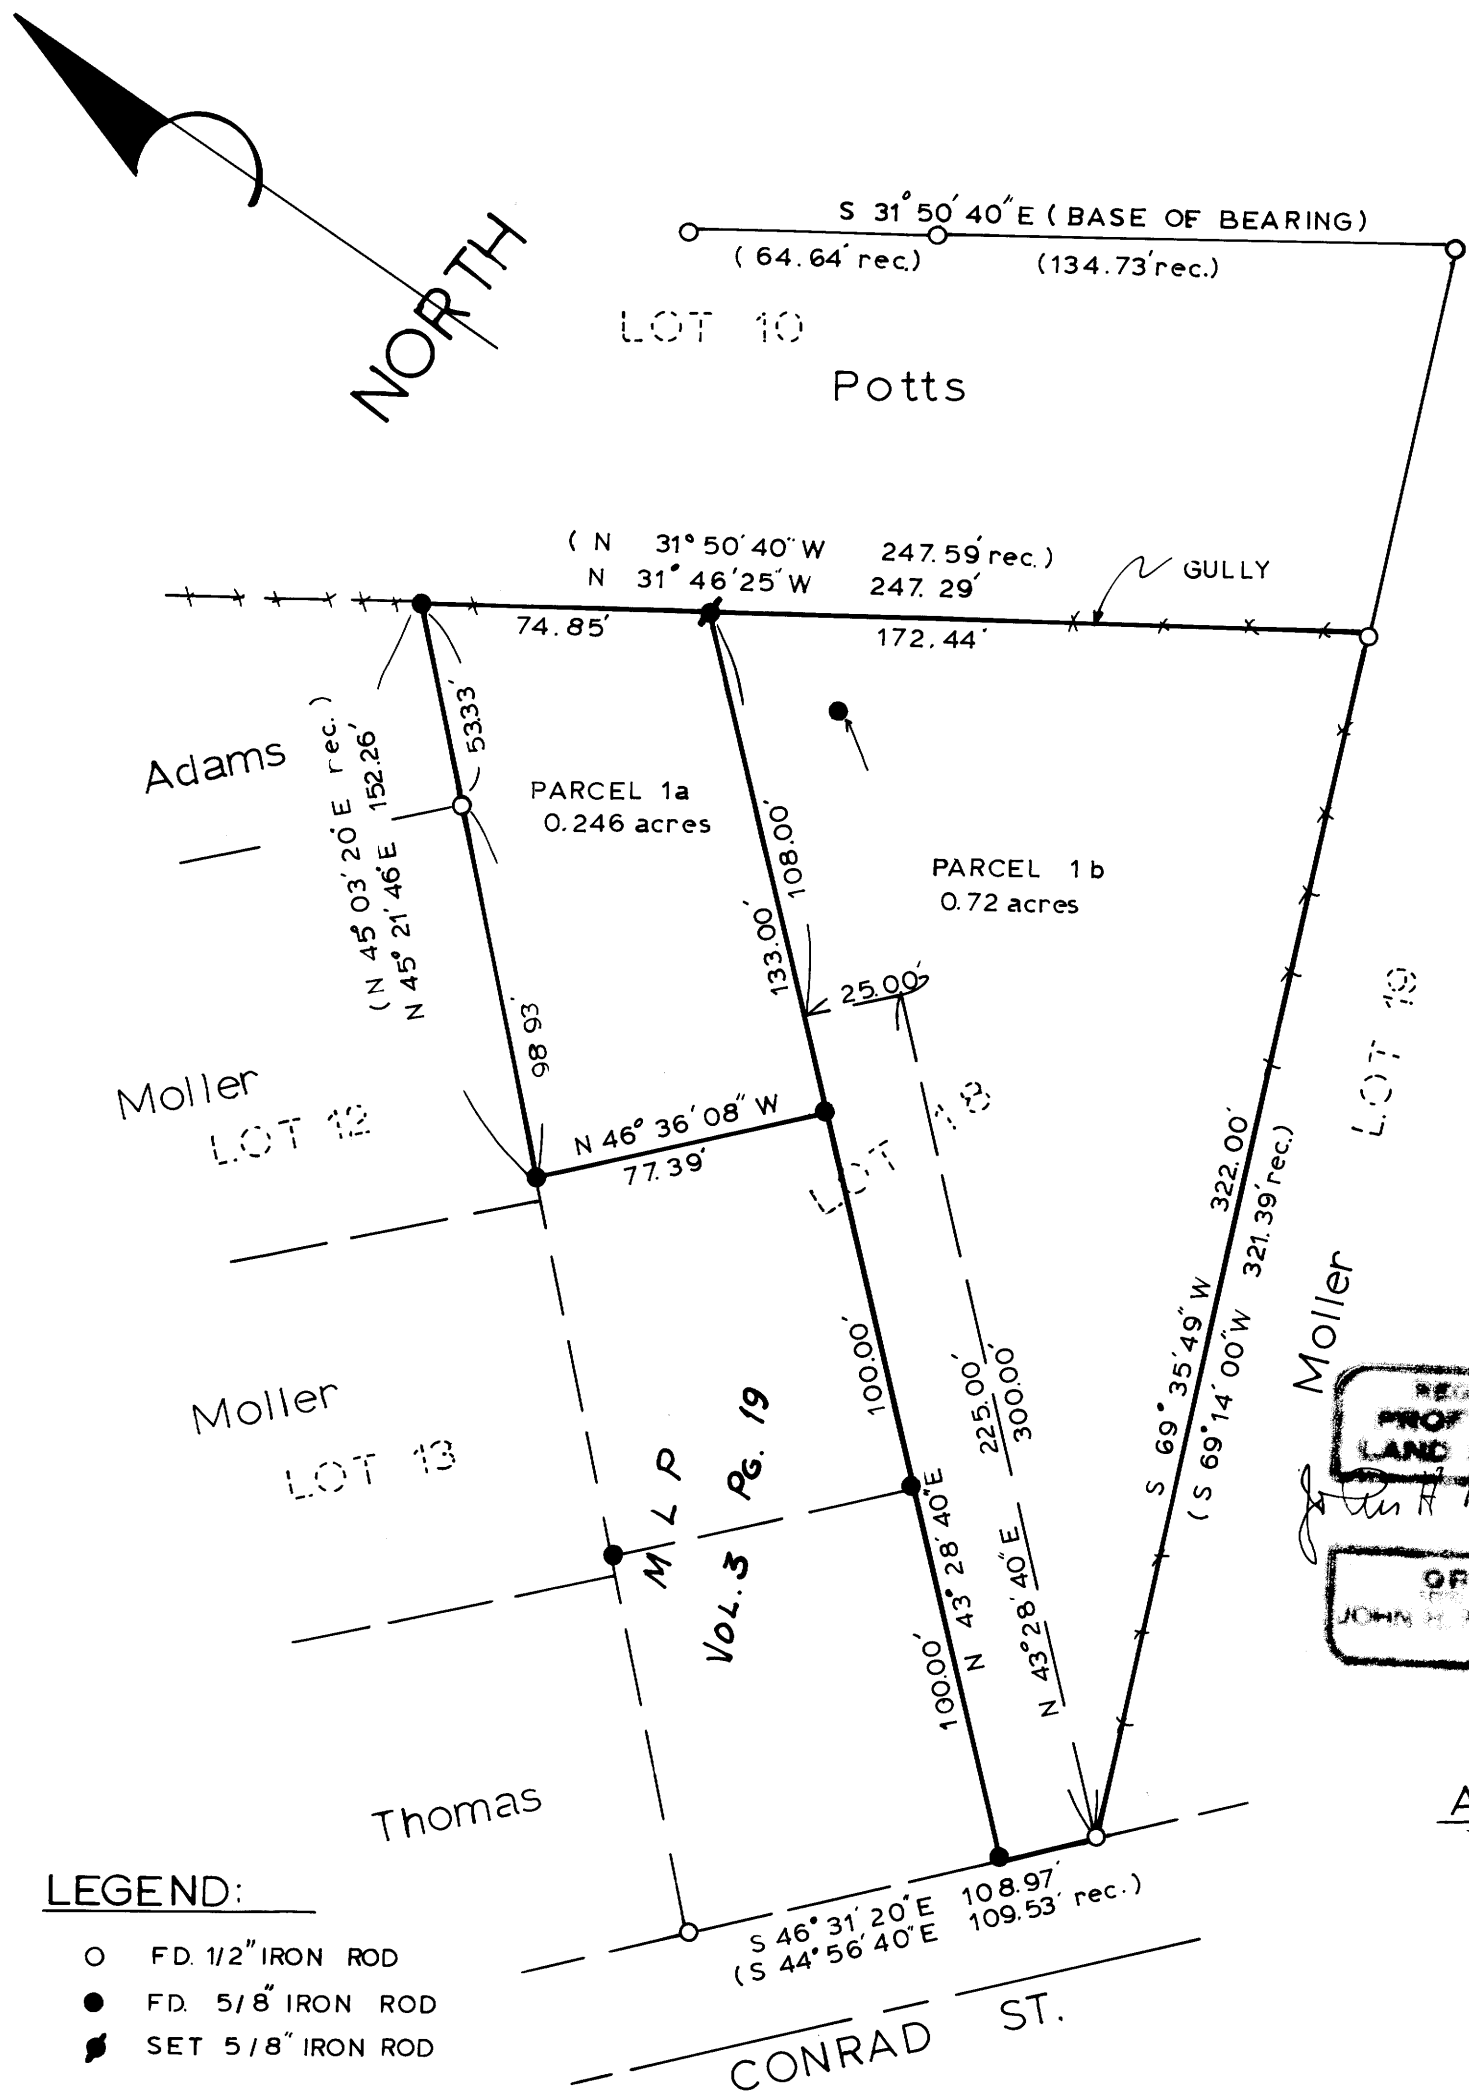 NORTH
S 31° 50' 40" E ( BASE OF BEARING )
( 64.64' rec.)
(134.73' rec.)
LOT 10
Potts
( N 31° 50' 40" W 247.59' rec. )
N 31° 46' 25" W 247.29'
GULLY
74.85'
172.44'
53.33'
Adams
(N 45° 03' 20" E rec. )
N 45° 21' 46" E 152.26'
PARCEL 1a
0.246 acres
108.00'
133.00'
PARCEL 1b
0.72 acres
25.00'
98.93'
Moller
LOT 12
N 46° 36' 08" W
77.39'
LOT 18
LOT 19
322.00'
321.39' rec.)
S 69° 35' 49" W
( S 69° 14' 00" W
Moller
100.00'
225.00'
300.00'
Moller
LOT 13
M L P
VOL. 3 PG. 19
N 43° 28' 40" E
N 43° 28' 40" E
100.00'
LAND
JOHN
Thomas
A
S 46° 31' 20" E 108.97'
(S 44° 56' 40" E 109.53' rec.)
CONRAD ST.
LEGEND:
FD. 1/2" IRON ROD
FD. 5/8" IRON ROD
SET 5/8" IRON ROD